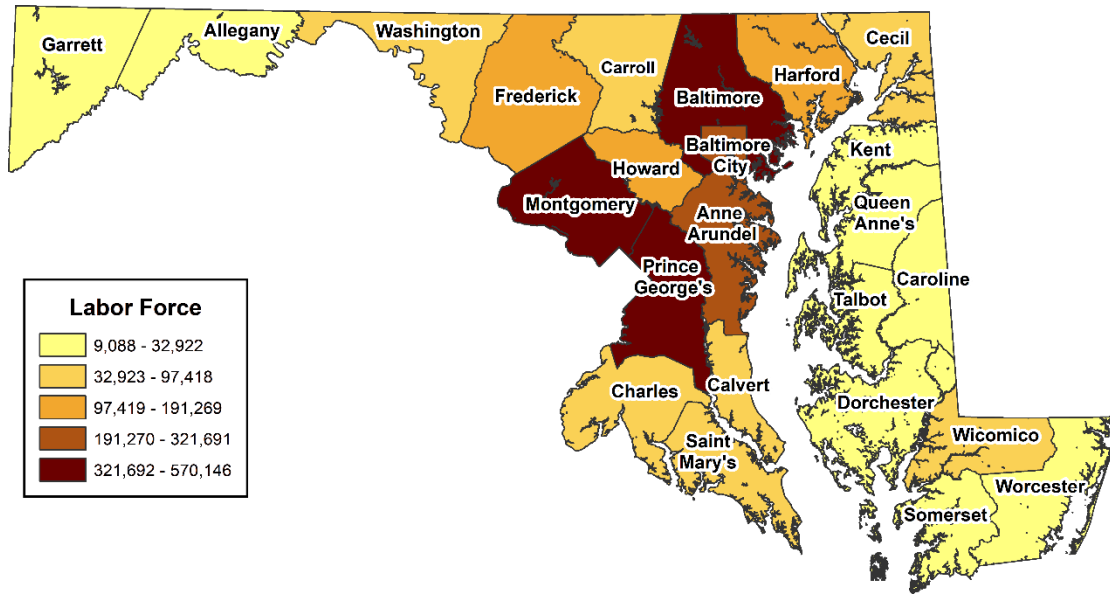 Garrett
Allegany
Washington
Frederick
Carroll
Baltimore
Harford
Cecil
Baltimore
City
Howard
Montgomery
Anne
Arundel
Prince
George's
Kent
Queen
Anne's
Caroline
Talbot
Charles
Calvert
Saint
Mary's
Dorchester
Wicomico
Worcester
Somerset
Labor Force
9,088 - 32,922
32,923 - 97,418
97,419 - 191,269
191,270 - 321,691
321,692 - 570,146